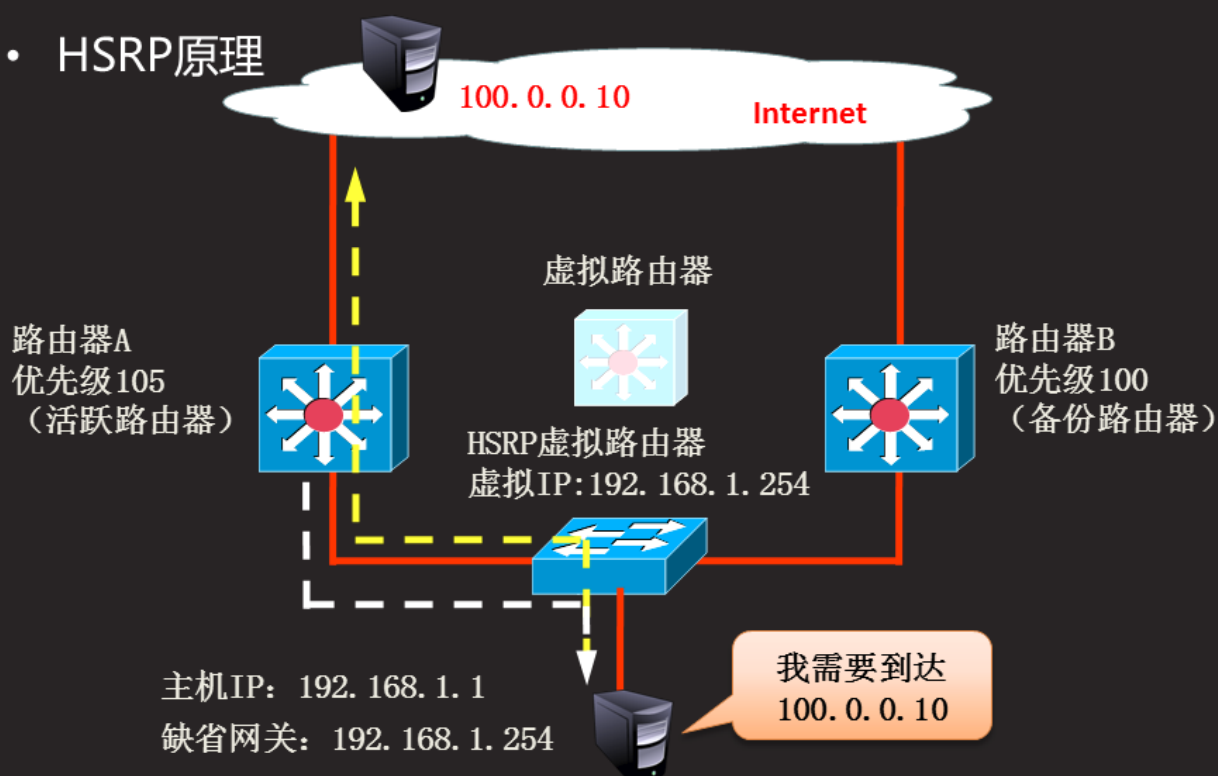 • HSRP原理
100.0.0.10
Internet
虚拟路由器
路由器A
优先级105
（活跃路由器）
路由器B
优先级100
（备份路由器）
HSRP虚拟路由器
虚拟IP:192.168.1.254
我需要到达
100.0.0.10
主机IP：192.168.1.1
缺省网关：192.168.1.254